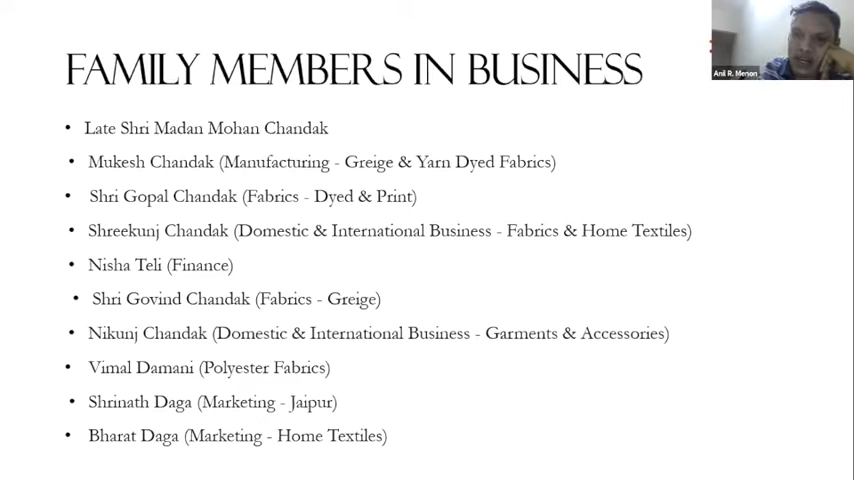 FAMILY MEMBERS IN BUSINESS
Anil R. Menon
• Late Shri Madan Mohan Chandak
• Mukesh Chandak (Manufacturing - Greige & Yarn Dyed Fabrics)
• Shri Gopal Chandak (Fabrics - Dyed & Print)
• Shreekunj Chandak (Domestic & International Business - Fabrics & Home Textiles)
• Nisha Teli (Finance)
• Shri Govind Chandak (Fabrics - Greige)
• Nikunj Chandak (Domestic & International Business - Garments & Accessories)
• Vimal Damani (Polyester Fabrics)
• Shrinath Daga (Marketing - Jaipur)
• Bharat Daga (Marketing - Home Textiles)